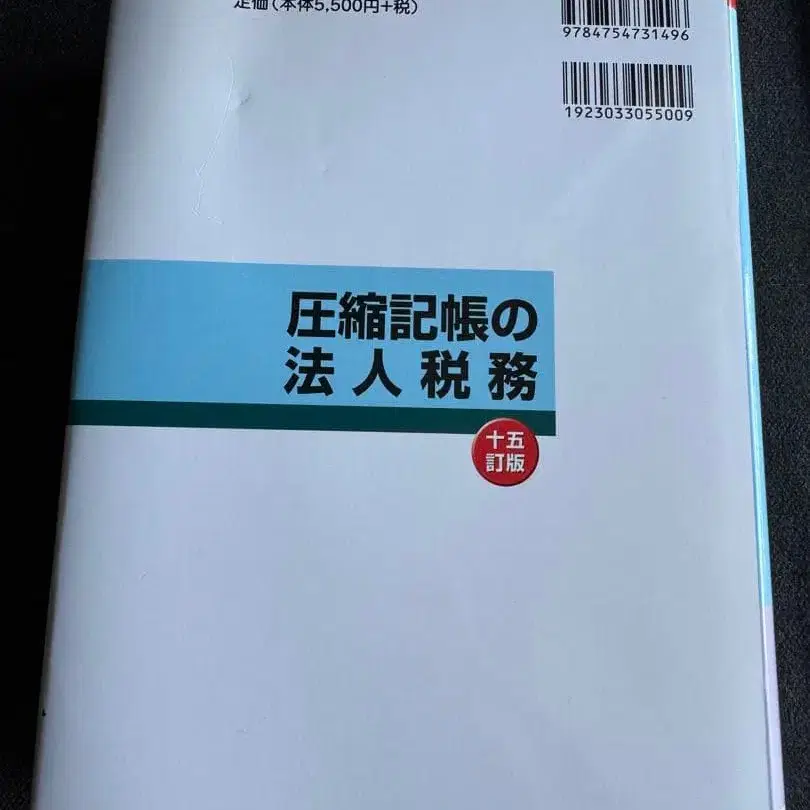 定価(本体5,500円+税)
9784754731496
1923033055009
圧縮記帳の
法人税務
十五
訂版